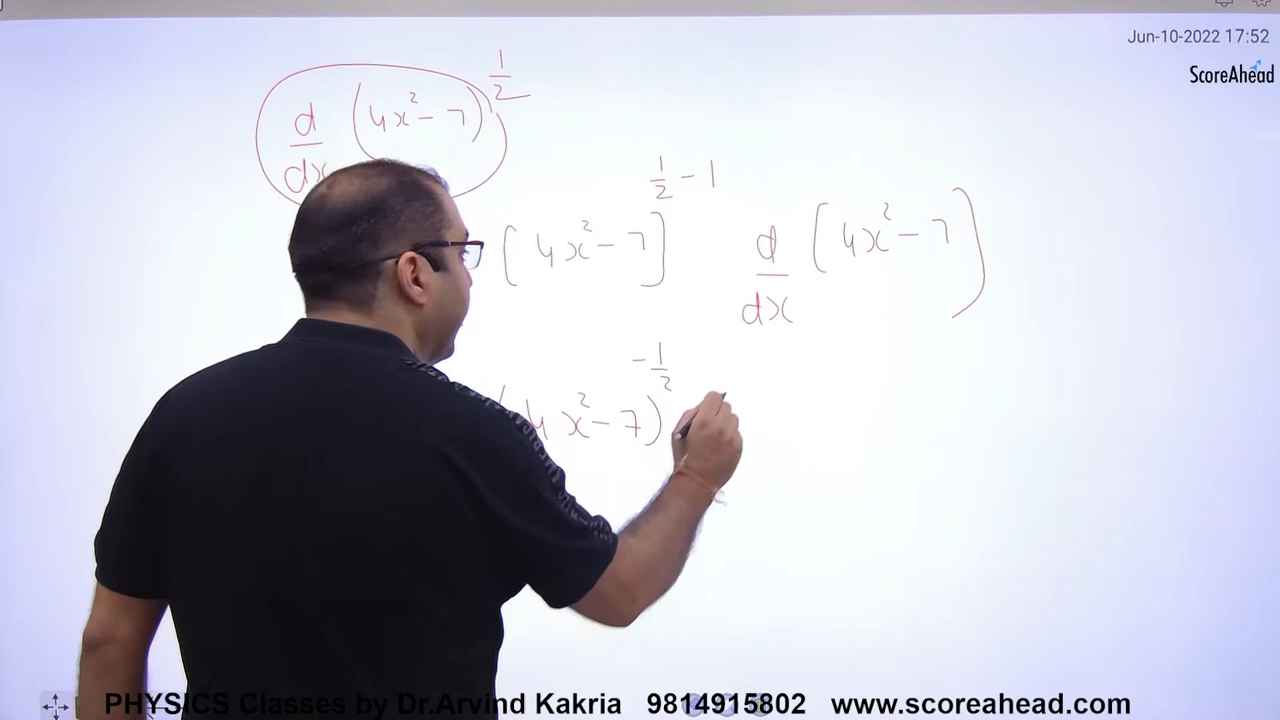 Jun-10-2022 17:52
ScoreAhead
d/dx (4x² - 7)^1/2
[4x² - 7]^1/2 - 1 d/dx (4x² - 7)
(4x² - 7)^-1/2
PHYSICS Classes by Dr.Arvind Kakria 9814915802 www.scoreahead.com